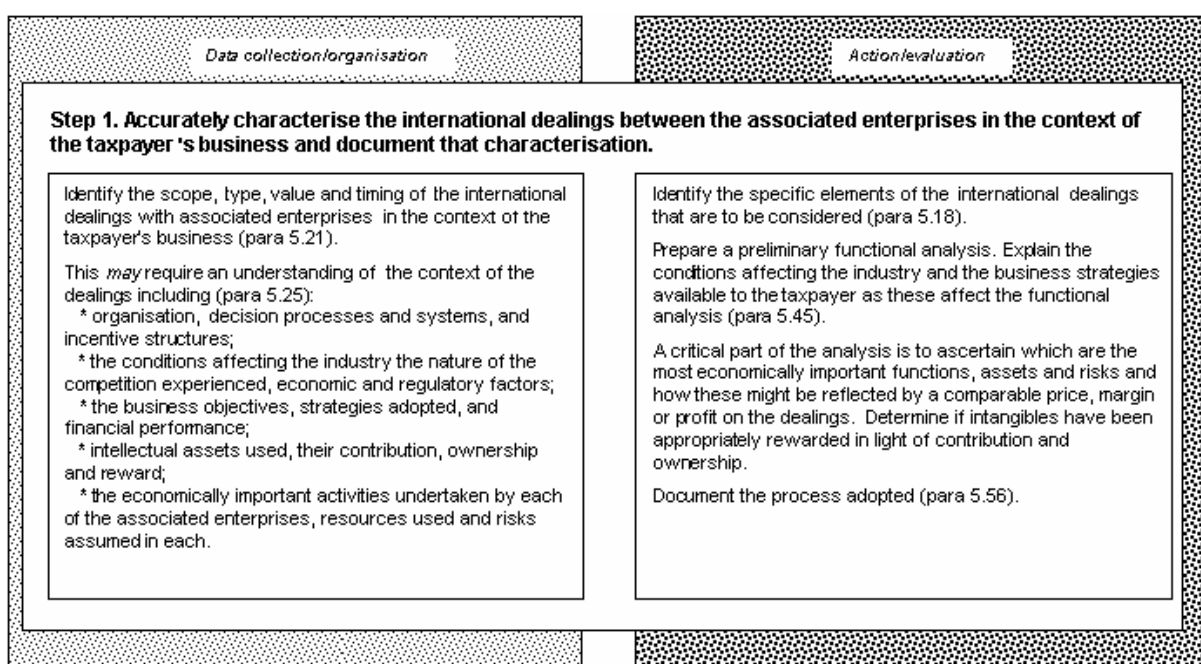 Data collection/organisation
Action/evaluation
Step 1. Accurately characterise the international dealings between the associated enterprises in the context of
the taxpayer 's business and document that characterisation.
Identify the scope, type, value and timing of the international
dealings with associated enterprises in the context of the
taxpayer's business (para 5.21).
This may require an understanding of the context of the
dealings including (para 5.25):
* organisation, decision processes and systems, and
incentive structures;
* the conditions affecting the industry the nature of the
competition experienced, economic and regulatory factors;
* the business objectives, strategies adopted, and
financial performance;
* intellectual assets used, their contribution, ownership
and reward;
* the economically important activities undertaken by each
of the associated enterprises, resources used and risks
assumed in each.
Identify the specific elements of the international dealings
that are to be considered (para 5.18).
Prepare a preliminary functional analysis. Explain the
conditions affecting the industry and the business strategies
available to the taxpayer as these affect the functional
analysis (para 5.45).
A critical part of the analysis is to ascertain which are the
most economically important functions, assets and risks and
how these might be reflected by a comparable price, margin
or profit on the dealings. Determine if intangibles have been
appropriately rewarded in light of contribution and
ownership.
Document the process adopted (para 5.56).